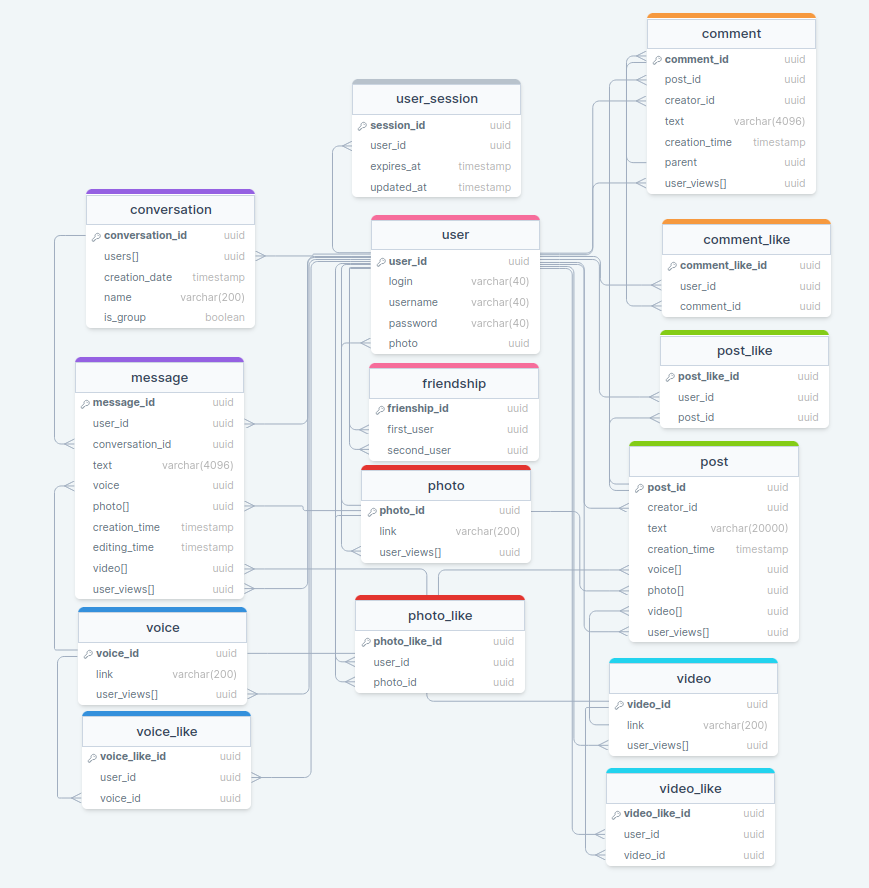 comment
comment_id uuid
post_id uuid
creator_id uuid
text varchar(4096)
creation_time timestamp
parent uuid
user_views[] uuid
user_session
session_id uuid
user_id uuid
expires_at timestamp
updated_at timestamp
conversation
conversation_id uuid
users[] uuid
creation_date timestamp
name varchar(200)
is_group boolean
user
user_id uuid
login varchar(40)
username varchar(40)
password varchar(40)
photo uuid
comment_like
comment_like_id uuid
user_id uuid
comment_id uuid
message
message_id uuid
user_id uuid
conversation_id uuid
text varchar(4096)
voice uuid
photo[] uuid
creation_time timestamp
editing_time timestamp
video[] uuid
user_views[] uuid
friendship
frienship_id uuid
first_user uuid
second_user uuid
post_like
post_like_id uuid
user_id uuid
post_id uuid
photo
photo_id uuid
link varchar(200)
user_views[] uuid
post
post_id uuid
creator_id uuid
text varchar(20000)
creation_time timestamp
voice[] uuid
photo[] uuid
video[] uuid
user_views[] uuid
voice
voice_id uuid
link varchar(200)
user_views[] uuid
photo_like
photo_like_id uuid
user_id uuid
photo_id uuid
video
video_id uuid
link varchar(200)
user_views[] uuid
voice_like
voice_like_id uuid
user_id uuid
voice_id uuid
video_like
video_like_id uuid
user_id uuid
video_id uuid